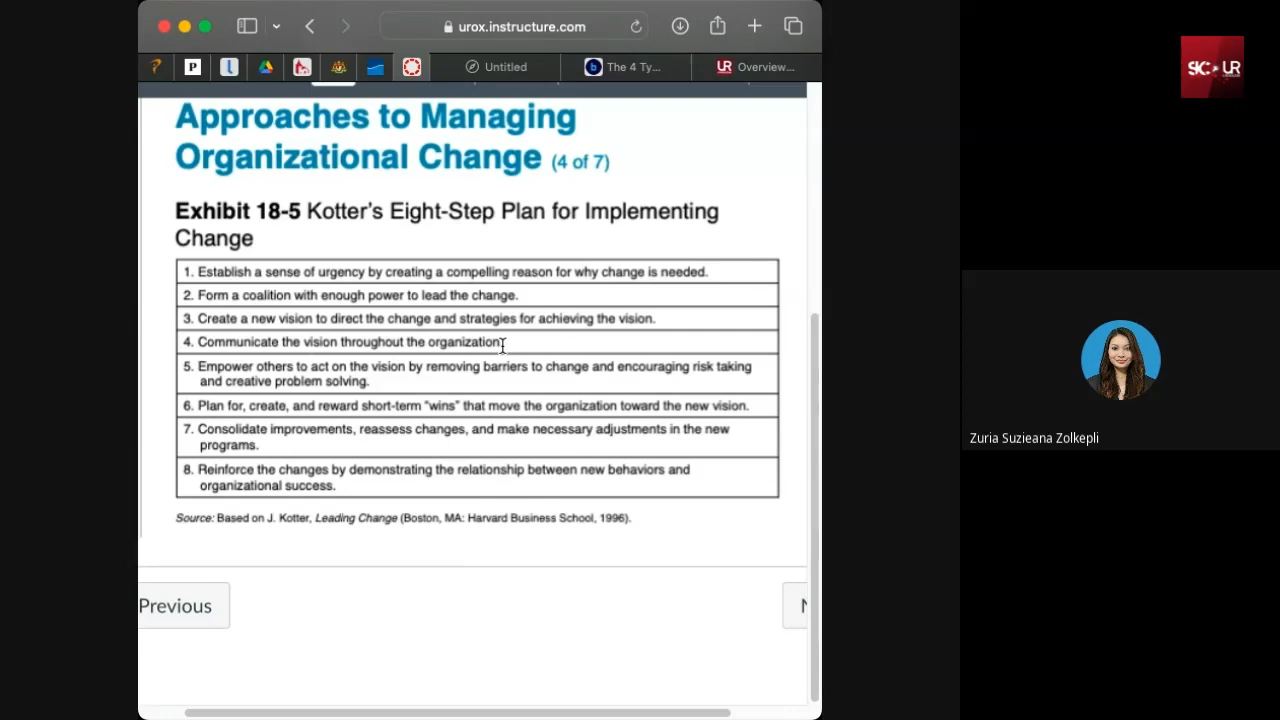 urox.instructure.com
P
Untitled
b The 4 Ty...
UR Overview...
SIC UR
Approaches to Managing
Organizational Change (4 of 7)
Exhibit 18-5 Kotter’s Eight-Step Plan for Implementing
Change
1. Establish a sense of urgency by creating a compelling reason for why change is needed.
2. Form a coalition with enough power to lead the change.
3. Create a new vision to direct the change and strategies for achieving the vision.
4. Communicate the vision throughout the organization.
5. Empower others to act on the vision by removing barriers to change and encouraging risk taking
and creative problem solving.
6. Plan for, create, and reward short-term “wins” that move the organization toward the new vision.
7. Consolidate improvements, reassess changes, and make necessary adjustments in the new
programs.
8. Reinforce the changes by demonstrating the relationship between new behaviors and
organizational success.
Source: Based on J. Kotter, Leading Change (Boston, MA: Harvard Business School, 1996).
Previous
Zuria Suzieana Zolkepli